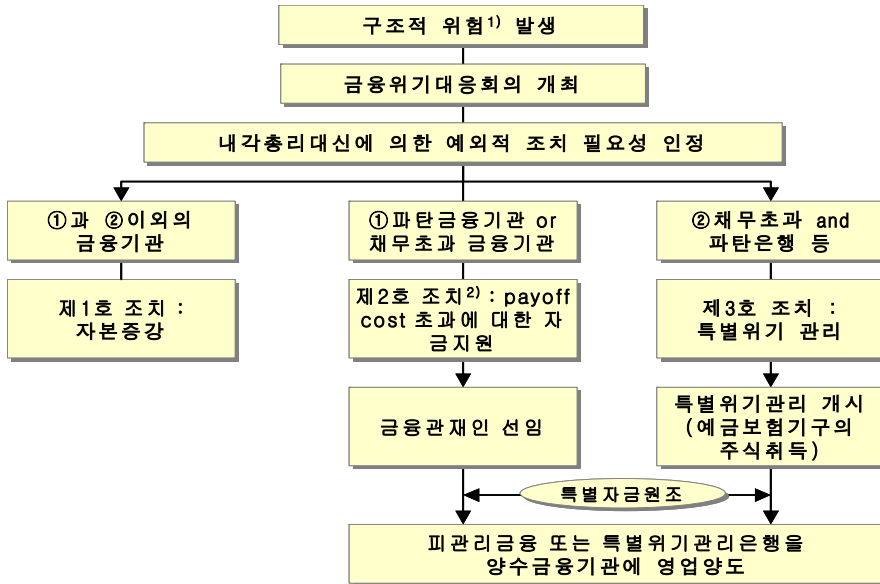 구조적 위험1) 발생
금융위기대응회의 개최
내각총리대신에 의한 예외적 조치 필요성 인정
①과 ②이외의
금융기관
①파탄금융기관 or
채무초과 금융기관
②채무초과 and
파탄은행 등
제1호 조치 :
자본증강
제2호 조치2) : payoff
cost 초과에 대한 자
금지원
제3호 조치 :
특별위기 관리
금융관재인 선임
특별위기관리 개시
(예금보험기구의
주식취득)
특별자금원조
피관리금융 또는 특별위기관리은행을
양수금융기관에 영업양도